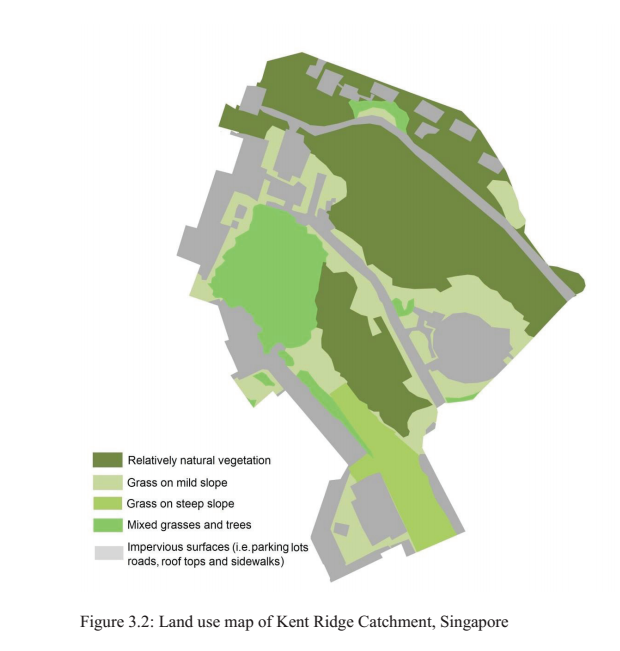 Relatively natural vegetation
Grass on mild slope
Grass on steep slope
Mixed grasses and trees
Impervious surfaces (i.e.parking lots
roads, roof tops and sidewalks)
Figure 3.2: Land use map of Kent Ridge Catchment, Singapore